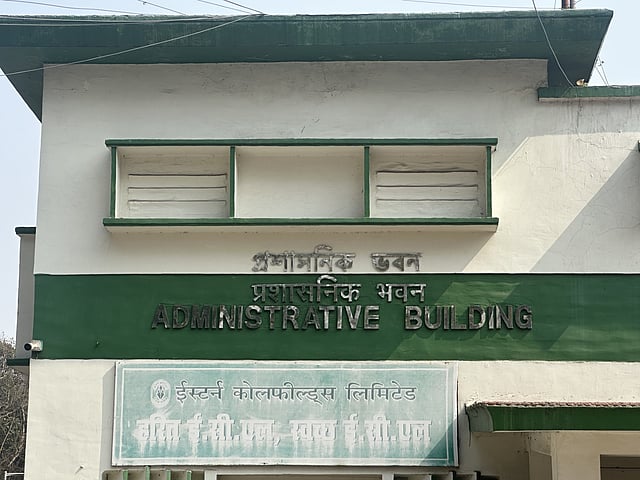 প্রশাসনিক ভবন
प्रशासनिक भवन
ADMINISTRATIVE BUILDING
ईस्टर्न कोलफील्ड्स लिमिटेड
हरित ई.सी.एल, स्वच्छ ई.सी.एल